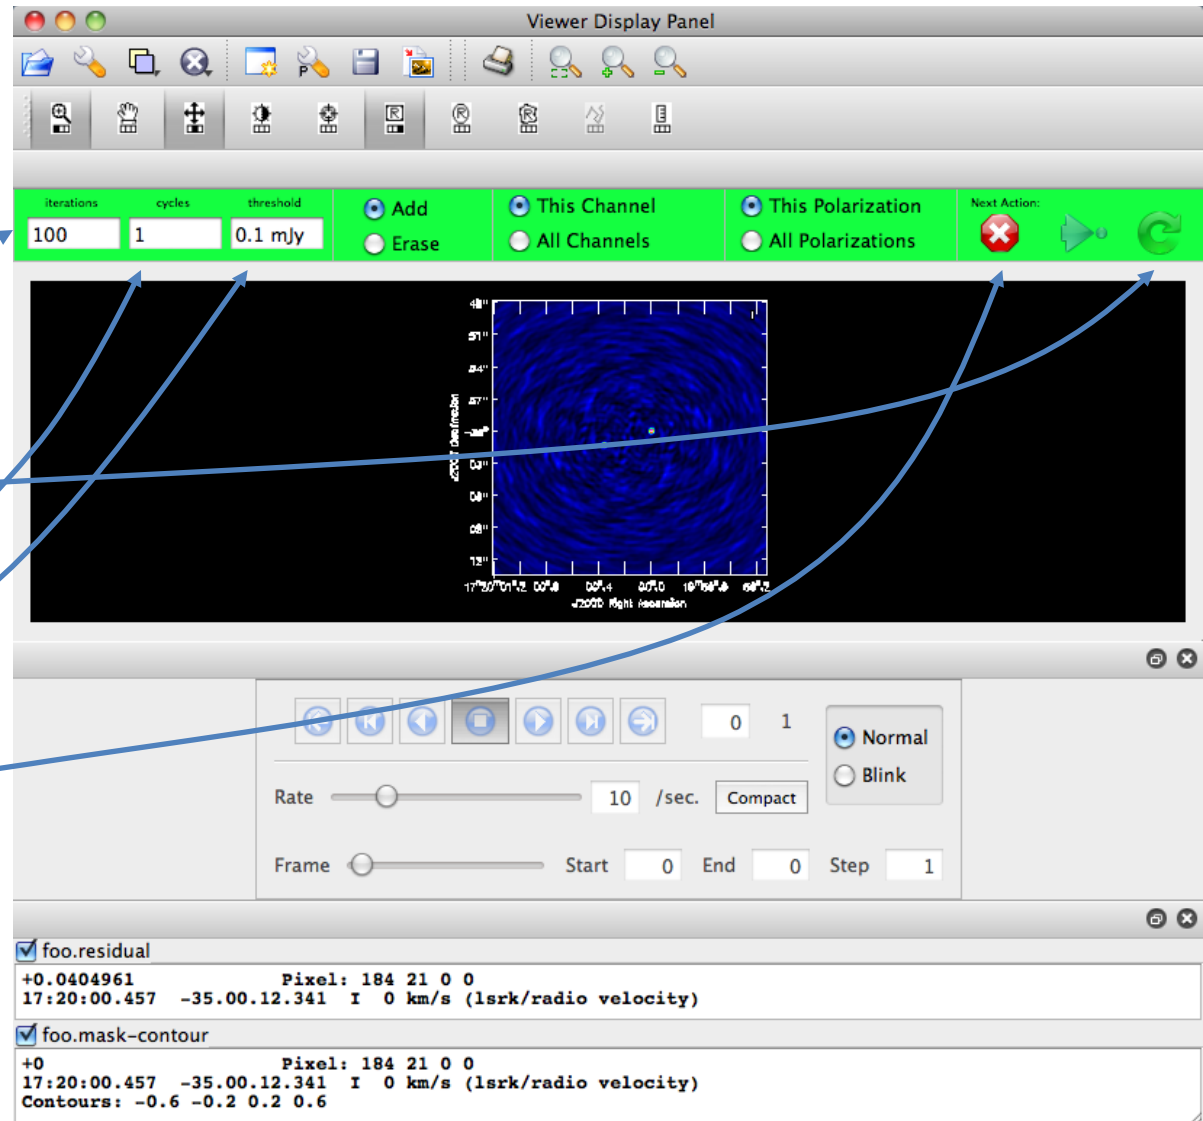 Viewer Display Panel
P
R R R
iterations cycles threshold
100 1 0.1 mJy
Add This Channel This Polarization Next Action:
Erase All Channels All Polarizations
J2000 Right Ascension
0 1
Normal
Blink
Rate 10 /sec. Compact
Frame Start 0 End 0 Step 1
foo.residual
+0.0404961 Pixel: 184 21 0 0
17:20:00.457 -35.00.12.341 I 0 km/s (lsrk/radio velocity)
foo.mask-contour
+0 Pixel: 184 21 0 0
17:20:00.457 -35.00.12.341 I 0 km/s (lsrk/radio velocity)
Contours: -0.6 -0.2 0.2 0.6